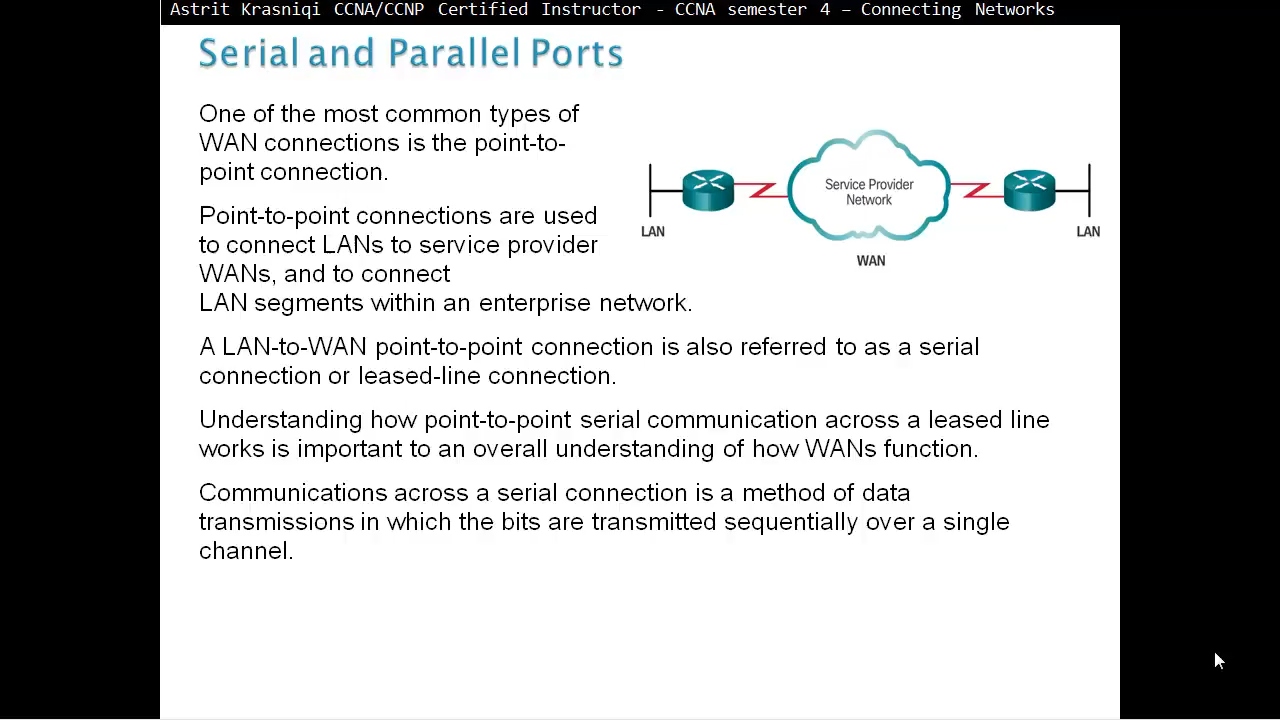 Astrit Krasniqi CCNA/CCNP Certified Instructor - CCNA semester 4 – Connecting Networks
Serial and Parallel Ports
One of the most common types of
WAN connections is the point-to-
point connection.
Point-to-point connections are used
to connect LANs to service provider
WANs, and to connect
LAN segments within an enterprise network.
A LAN-to-WAN point-to-point connection is also referred to as a serial
connection or leased-line connection.
Understanding how point-to-point serial communication across a leased line
works is important to an overall understanding of how WANs function.
Communications across a serial connection is a method of data
transmissions in which the bits are transmitted sequentially over a single
channel.
Service Provider
Network
LAN
LAN
WAN